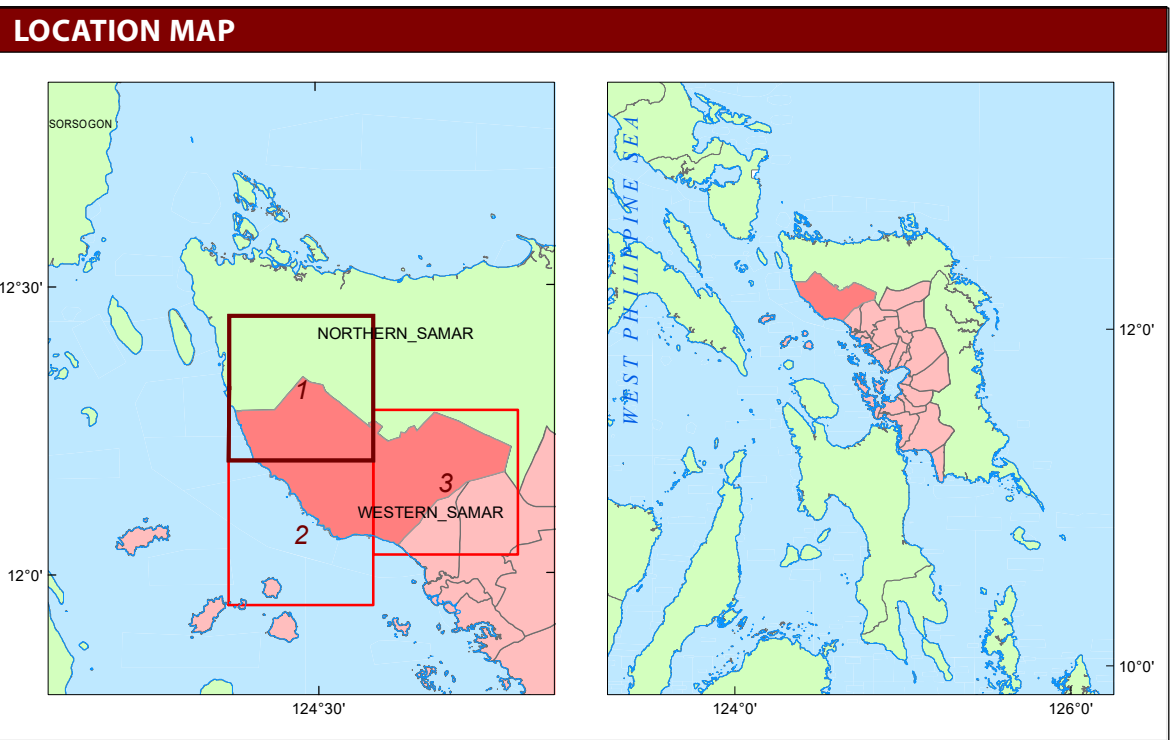 LOCATION MAP
SORSOGON
12°30'
NORTHERN_SAMAR
1
3
WESTERN_SAMAR
2
12°0'
124°30'
WEST PHILIPPINE SEA
12°0'
10°0'
124°0'
126°0'